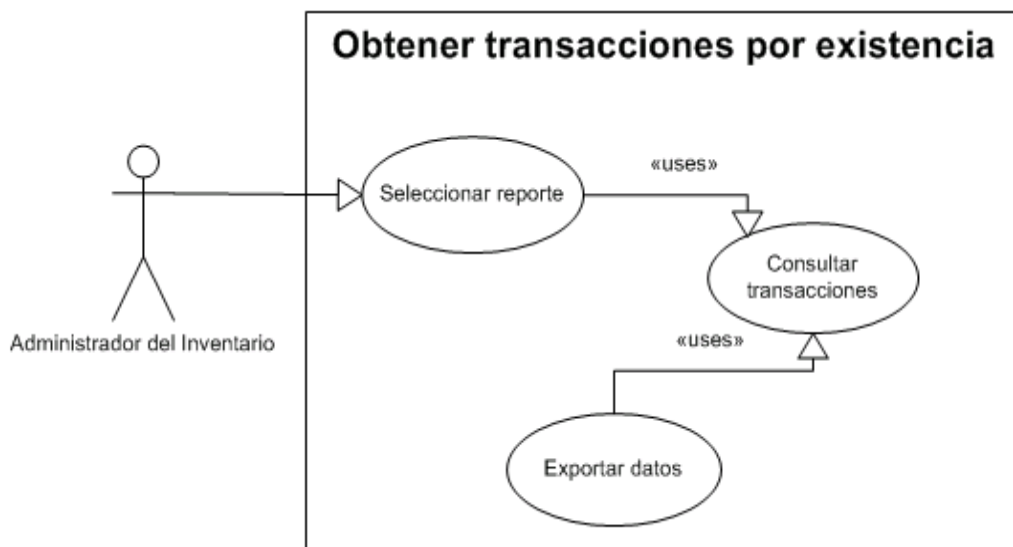 Obtener transacciones por existencia
«uses»
Seleccionar reporte
Consultar
transacciones
Administrador del Inventario
«uses»
Exportar datos